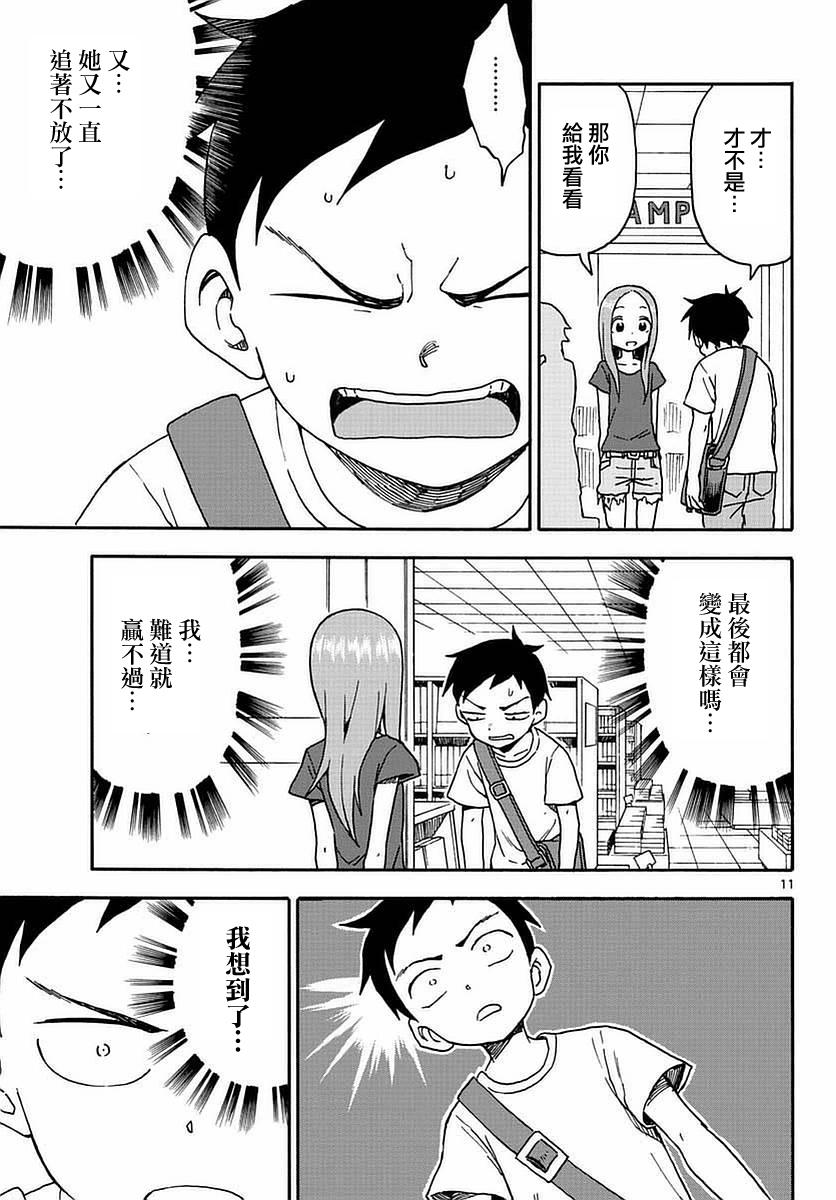 才…
才不是…
那你
給我看看
AMP
………
又…
她又一直
追著不放了…
最後都會
變成這樣嗎…
我…
難道就
贏不過…
11
我想到了…